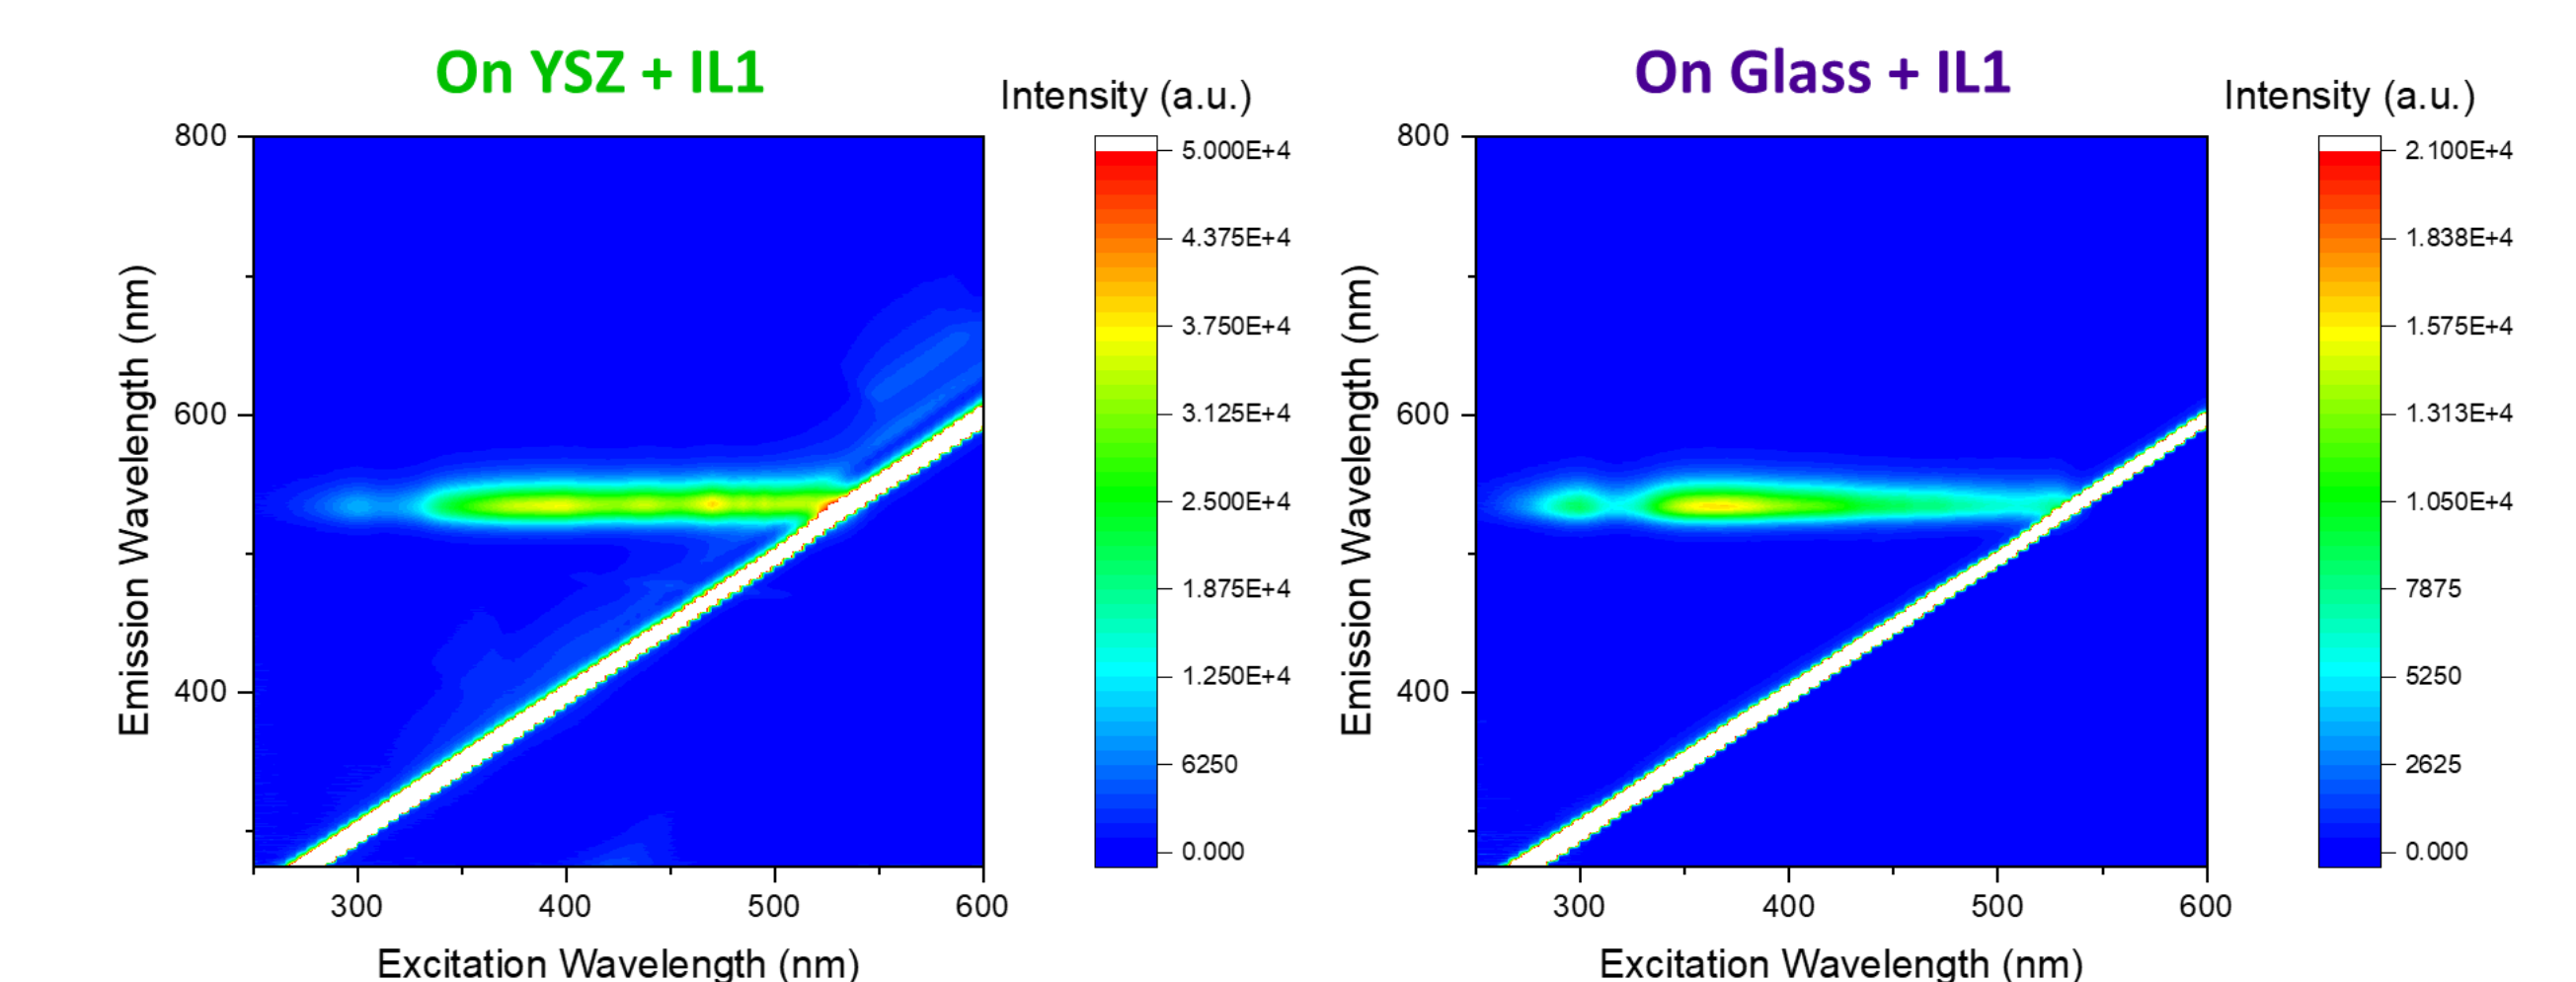 On YSZ + IL1
Intensity (a.u.)
800
600
400
Emission Wavelength (nm)
300
400
500
600
Excitation Wavelength (nm)
5.000E+4
4.375E+4
3.750E+4
3.125E+4
2.500E+4
1.875E+4
1.250E+4
6250
0.000
On Glass + IL1
Intensity (a.u.)
800
600
400
Emission Wavelength (nm)
300
400
500
600
Excitation Wavelength (nm)
2.100E+4
1.838E+4
1.575E+4
1.313E+4
1.050E+4
7875
5250
2625
0.000